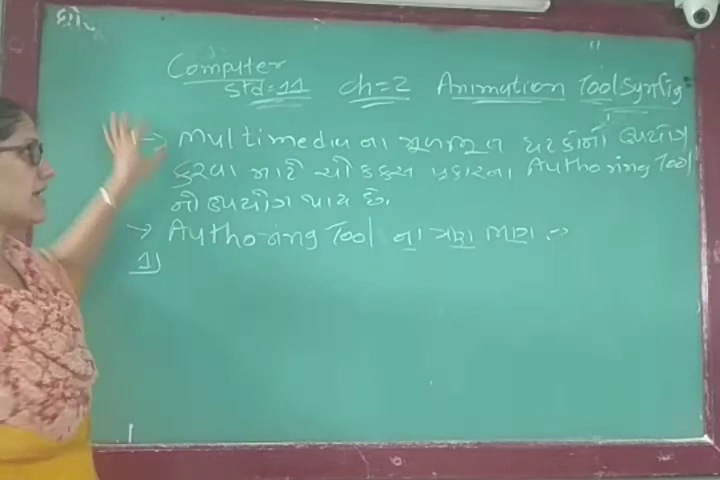 Computer
Std=11 ch=2 Animation Tool Synfig
→ Multimedia ના મૂળભૂત ઘટકોનો ઉપયોગ
કરવા માટે ચોક્કસ પ્રકારના Authoring Tool
નો ઉપયોગ થાય છે.
→ Authoring Tool ના ત્રણ ભાગ :->
1)